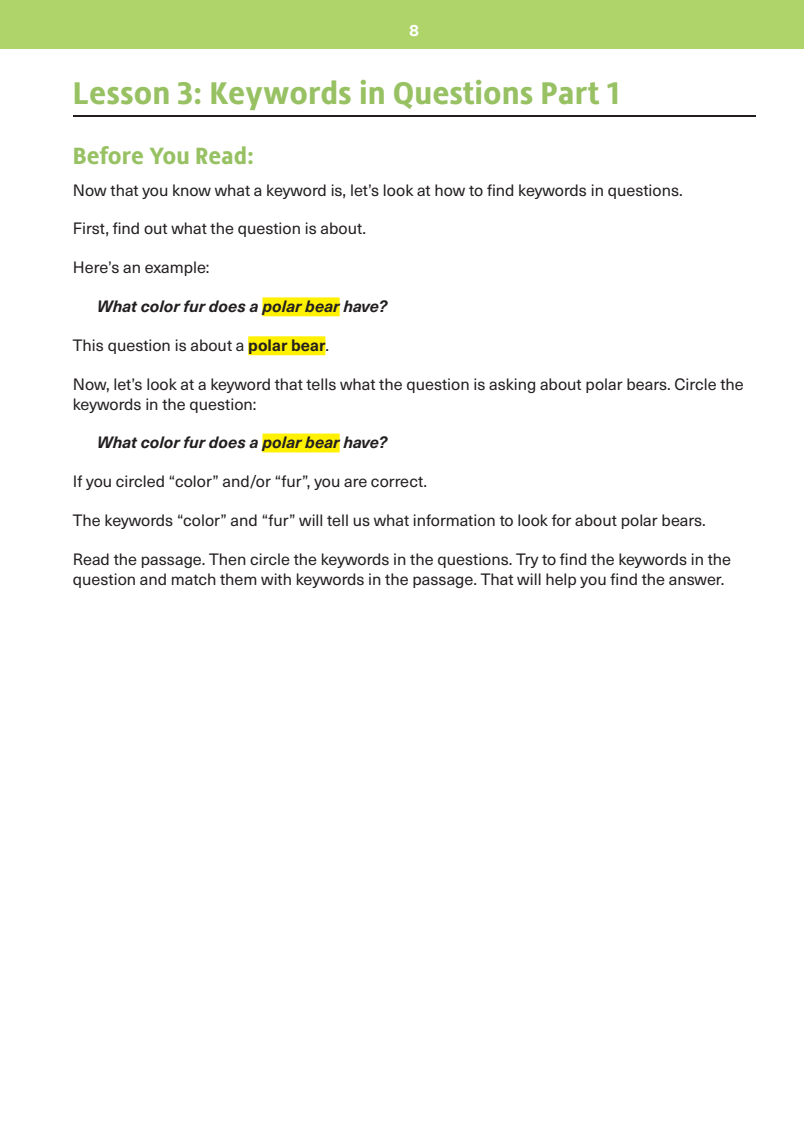 8
Lesson 3: Keywords in Questions Part 1
Before You Read:
Now that you know what a keyword is, let’s look at how to find keywords in questions.
First, find out what the question is about.
Here’s an example:
What color fur does a polar bear have?
This question is about a polar bear.
Now, let’s look at a keyword that tells what the question is asking about polar bears. Circle the
keywords in the question:
What color fur does a polar bear have?
If you circled “color” and/or “fur”, you are correct.
The keywords “color” and “fur” will tell us what information to look for about polar bears.
Read the passage. Then circle the keywords in the questions. Try to find the keywords in the
question and match them with keywords in the passage. That will help you find the answer.